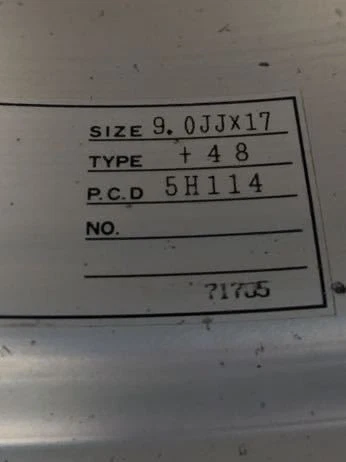 SIZE 9.0JJX17
TYPE +48
P.C.D 5H114
NO.